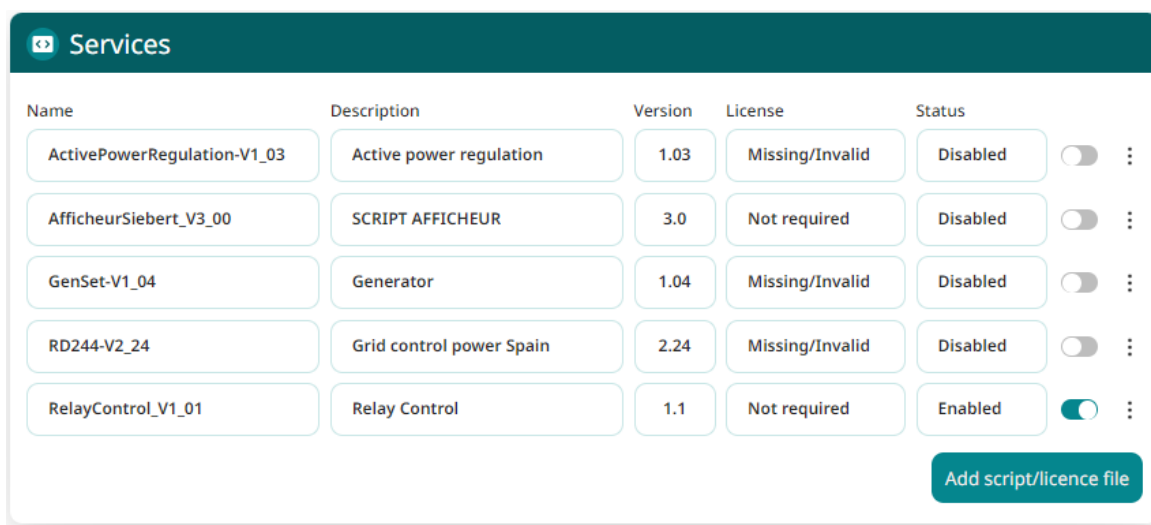 Services
Name Description Version License Status
ActivePowerRegulation-V1_03 Active power regulation 1.03 Missing/Invalid Disabled
AfficheurSiebert_V3_00 SCRIPT AFFICHEUR 3.0 Not required Disabled
GenSet-V1_04 Generator 1.04 Missing/Invalid Disabled
RD244-V2_24 Grid control power Spain 2.24 Missing/Invalid Disabled
RelayControl_V1_01 Relay Control 1.1 Not required Enabled
Add script/licence file